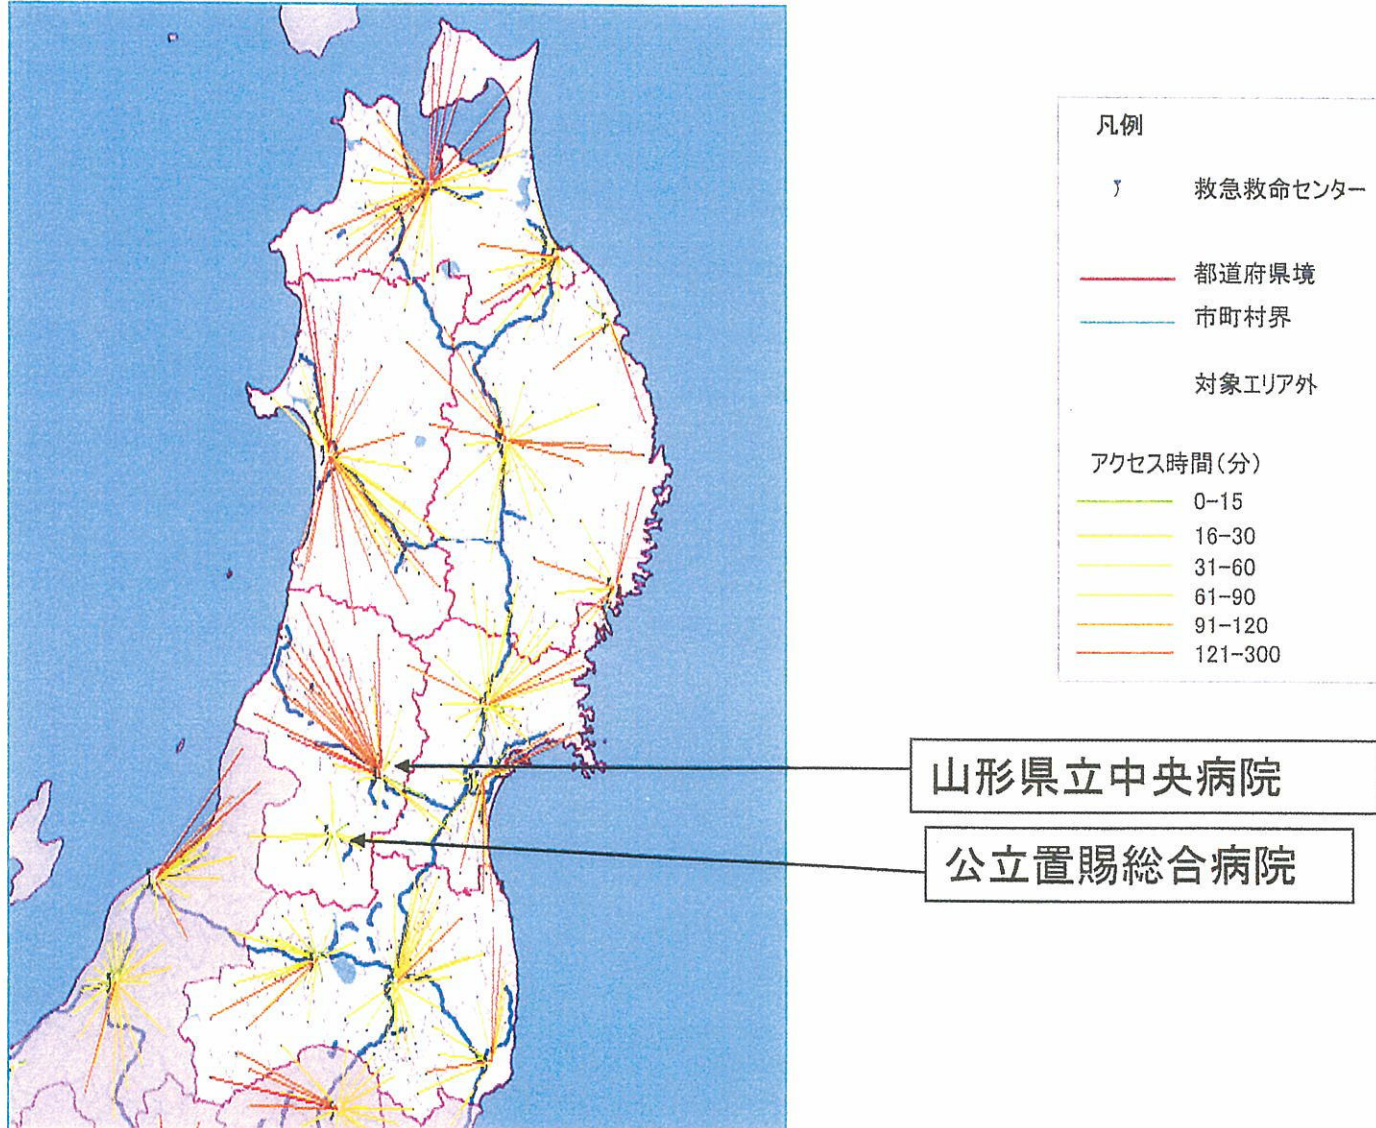 凡例
救急救命センター
都道府県境
市町村界
対象エリア外
アクセス時間(分)
0-15
16-30
31-60
61-90
91-120
121-300
山形県立中央病院
公立置賜総合病院